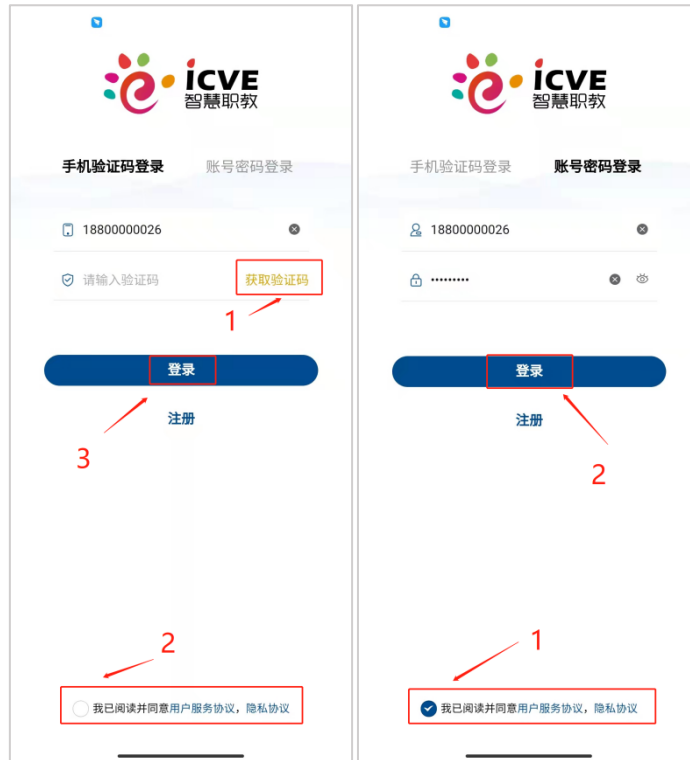 iCVE
智慧职教
手机验证码登录 账号密码登录
18800000026
请输入验证码 获取验证码
1
登录
3
注册
2
我已阅读并同意用户服务协议，隐私协议
iCVE
智慧职教
手机验证码登录 账号密码登录
18800000026
•••••••••
登录
2
注册
1
我已阅读并同意用户服务协议，隐私协议